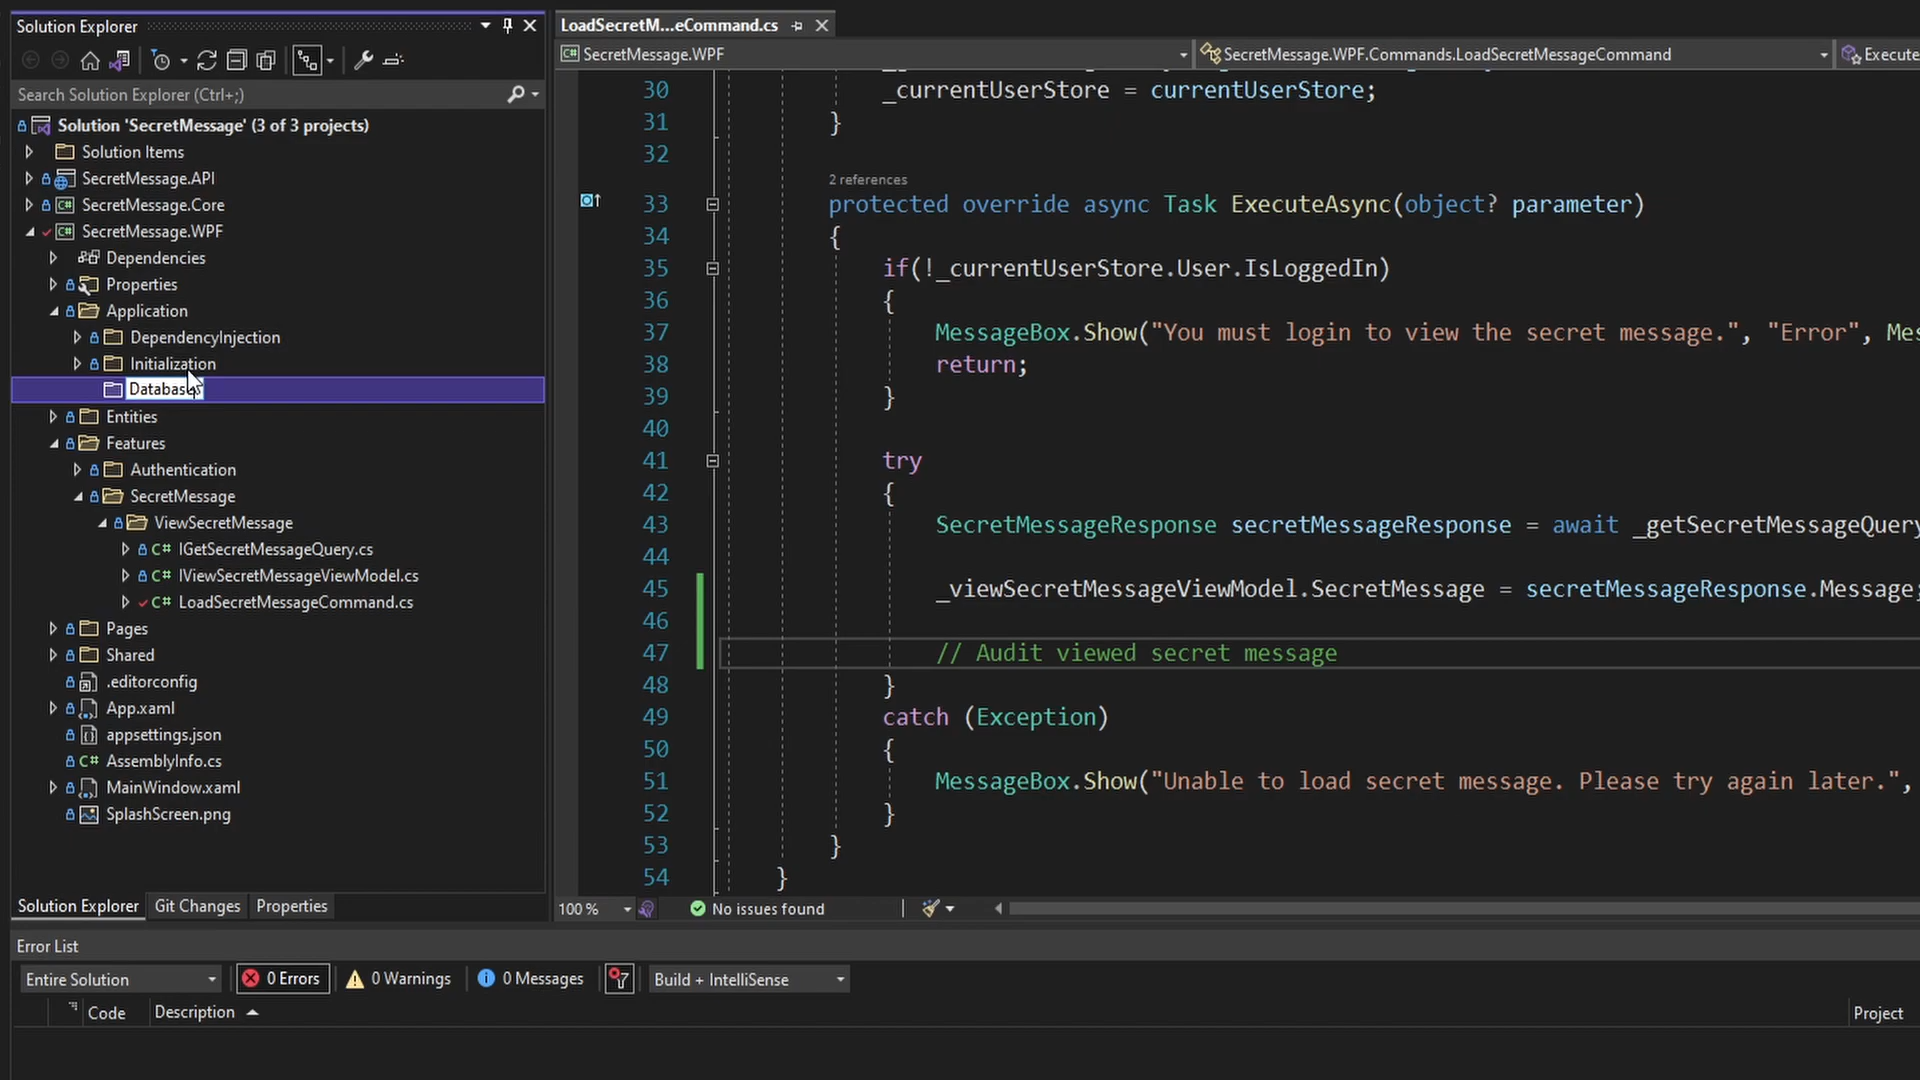 Solution Explorer
Search Solution Explorer (Ctrl+;)
Solution 'SecretMessage' (3 of 3 projects)
Solution Items
SecretMessage.API
SecretMessage.Core
SecretMessage.WPF
Dependencies
Properties
Application
DependencyInjection
Initialization
Database
Entities
Features
Authentication
SecretMessage
ViewSecretMessage
C# IGetSecretMessageQuery.cs
C# IViewSecretMessageViewModel.cs
C# LoadSecretMessageCommand.cs
Pages
Shared
.editorconfig
App.xaml
appsettings.json
C# AssemblyInfo.cs
MainWindow.xaml
SplashScreen.png
Solution Explorer Git Changes Properties
LoadSecretM...eCommand.cs
SecretMessage.WPF SecretMessage.WPF.Commands.LoadSecretMessageCommand Execute
30 _currentUserStore = currentUserStore;
31 }
32
2 references
33 protected override async Task ExecuteAsync(object? parameter)
34 {
35 if(!_currentUserStore.User.IsLoggedIn)
36 {
37 MessageBox.Show("You must login to view the secret message.", "Error", Mes
38 return;
39 }
40
41 try
42 {
43 SecretMessageResponse secretMessageResponse = await _getSecretMessageQuery
44
45 _viewSecretMessageViewModel.SecretMessage = secretMessageResponse.Message;
46
47 // Audit viewed secret message
48 }
49 catch (Exception)
50 {
51 MessageBox.Show("Unable to load secret message. Please try again later.",
52 }
53 }
54 }
100 % No issues found
Error List
Entire Solution 0 Errors 0 Warnings 0 Messages Build + IntelliSense
Code Description Project